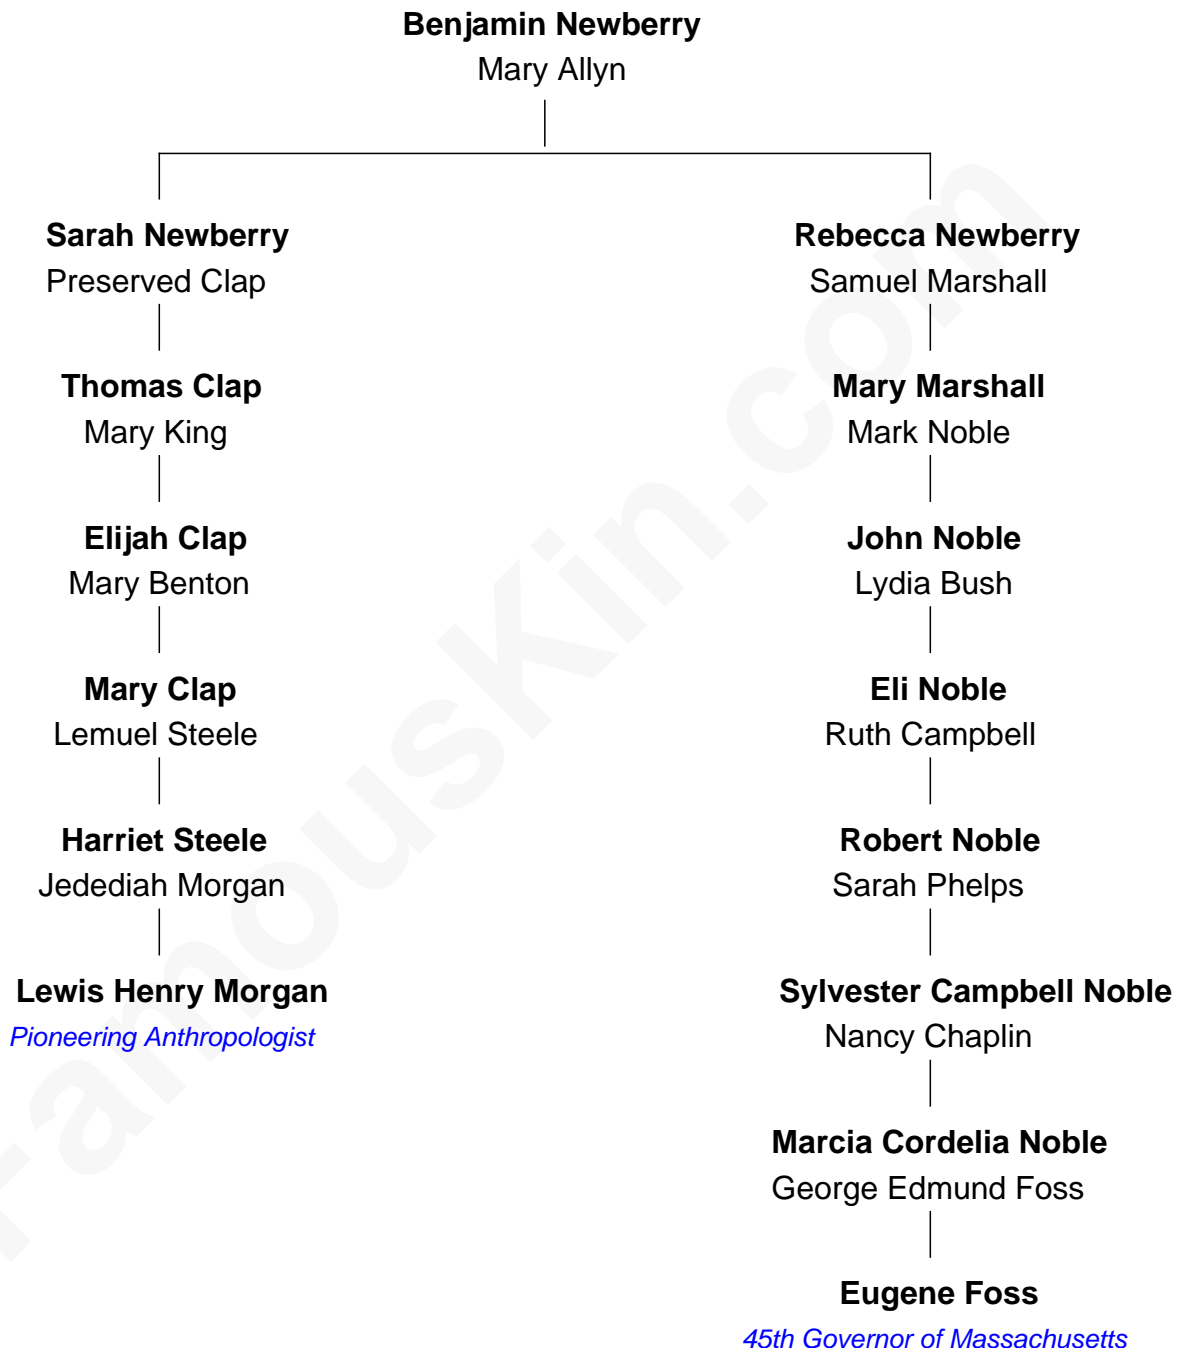 Benjamin Newberry
Mary Allyn
Sarah Newberry
Preserved Clap
Thomas Clap
Mary King
Elijah Clap
Mary Benton
Mary Clap
Lemuel Steele
Harriet Steele
Jedediah Morgan
Lewis Henry Morgan
Pioneering Anthropologist
Rebecca Newberry
Samuel Marshall
Mary Marshall
Mark Noble
John Noble
Lydia Bush
Eli Noble
Ruth Campbell
Robert Noble
Sarah Phelps
Sylvester Campbell Noble
Nancy Chaplin
Marcia Cordelia Noble
George Edmund Foss
Eugene Foss
45th Governor of Massachusetts
FamousKin.com